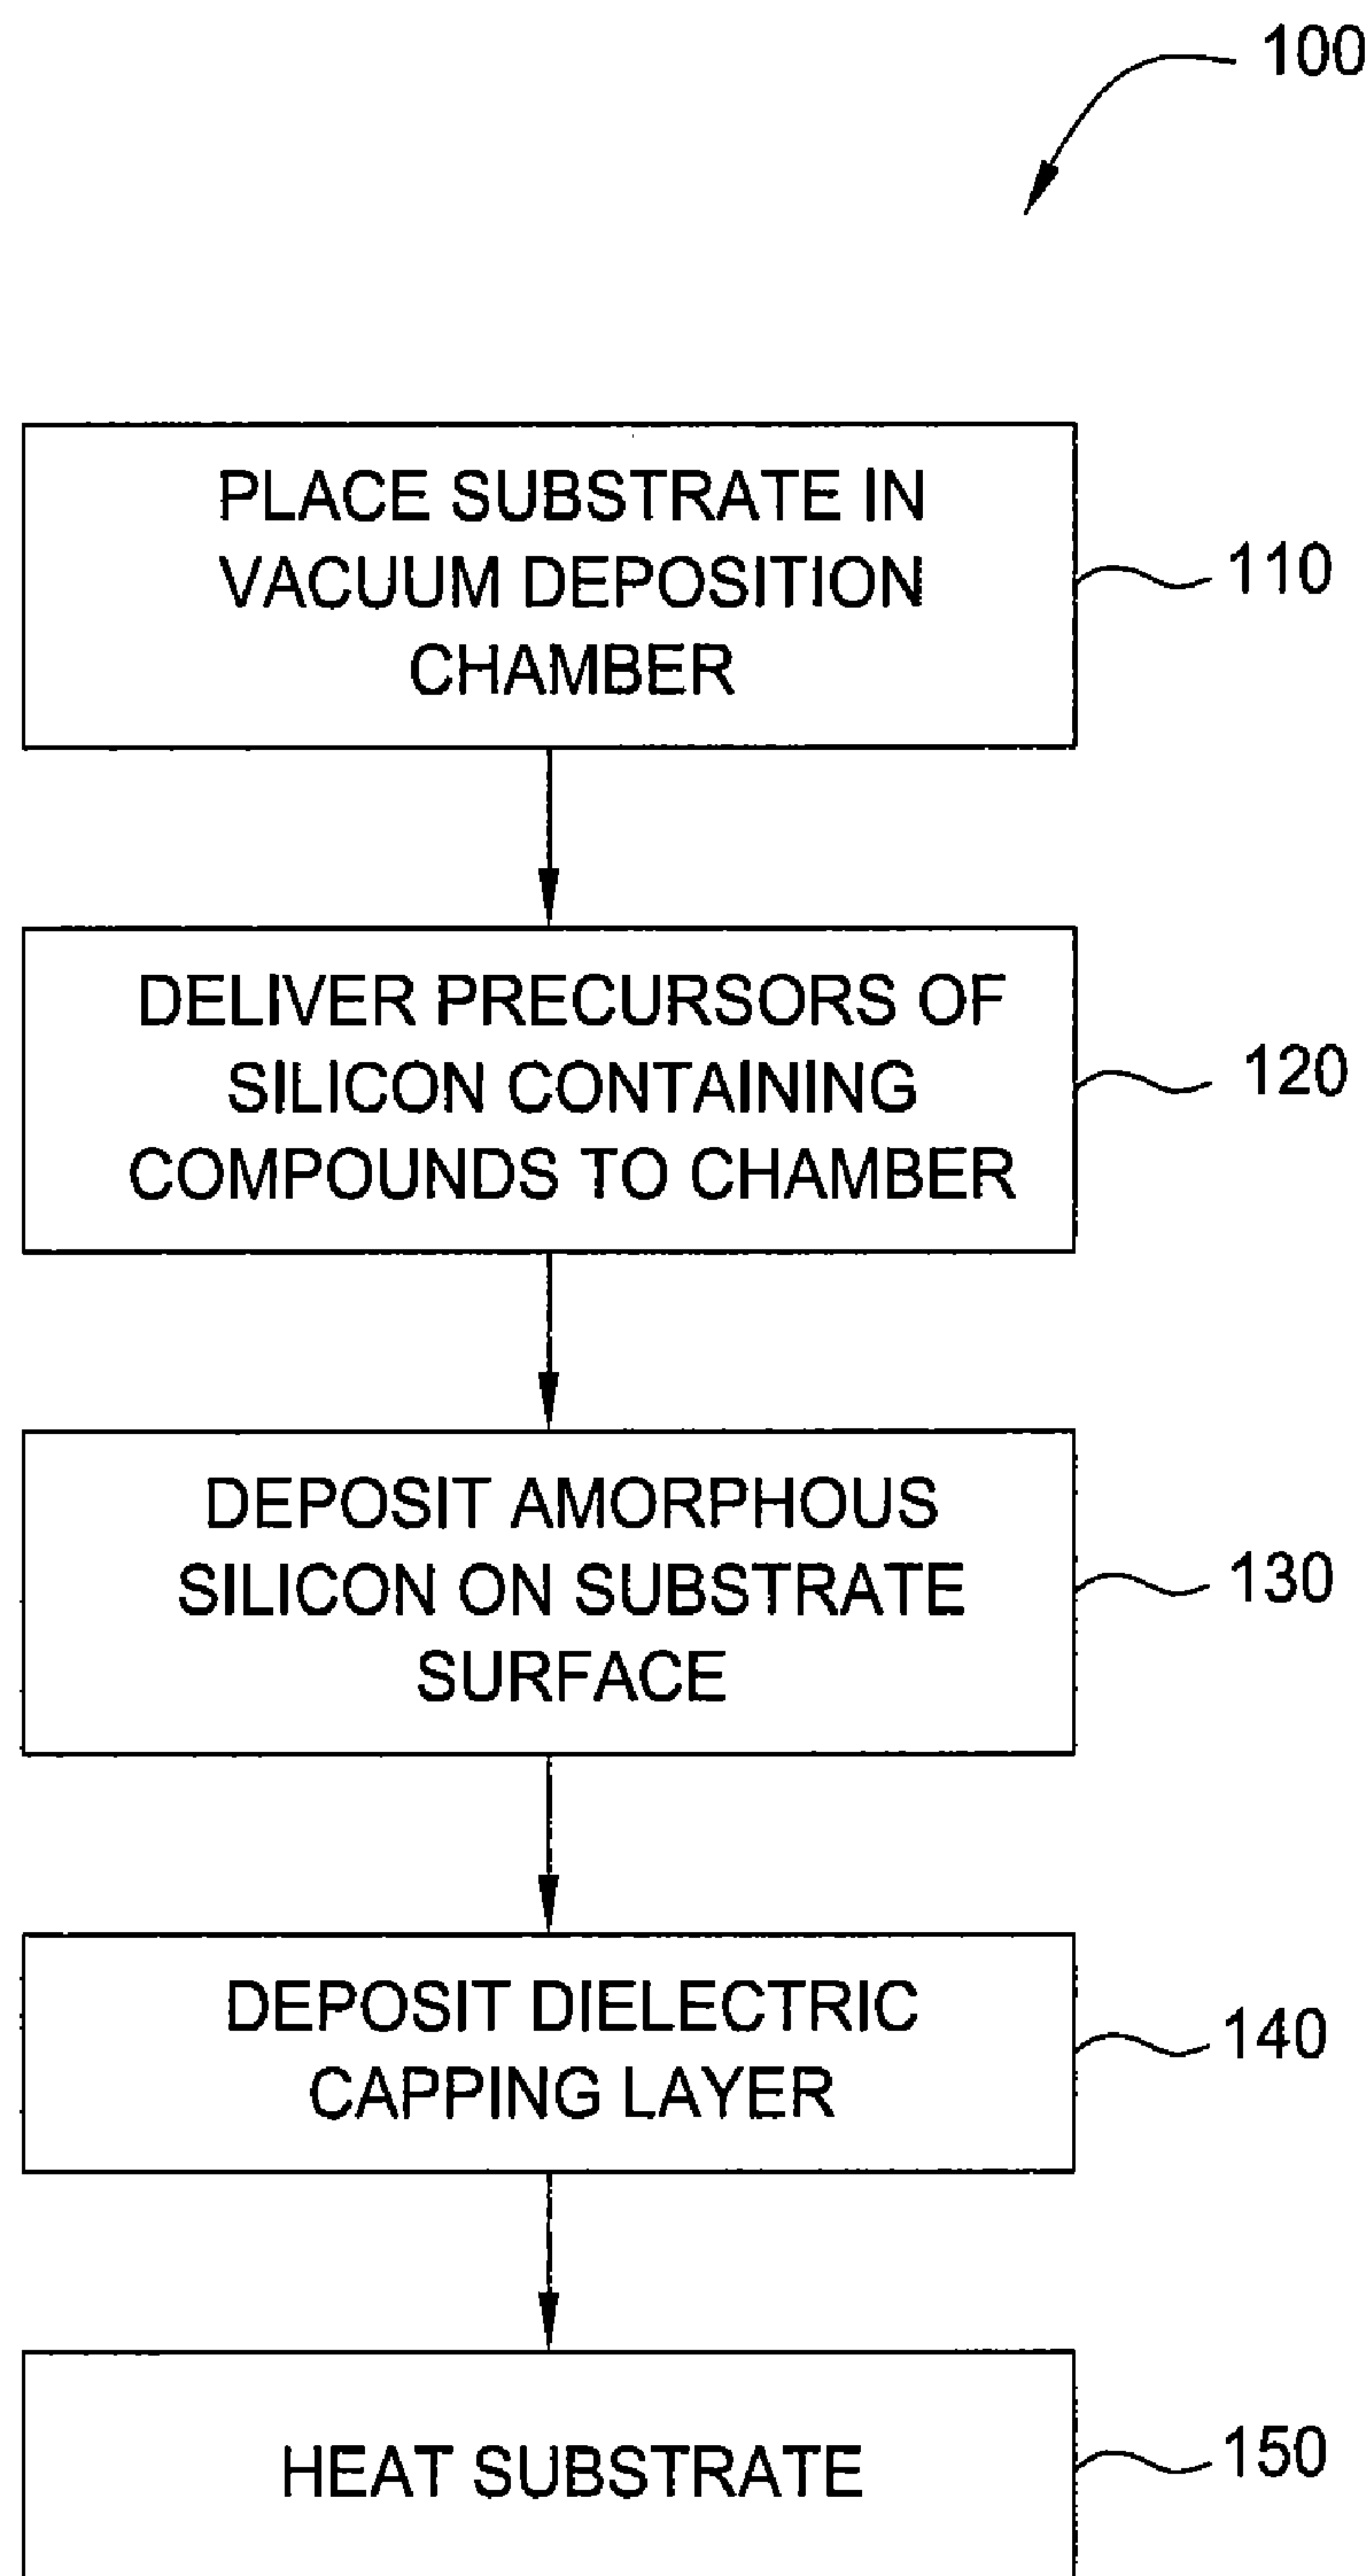 100
PLACE SUBSTRATE IN
VACUUM DEPOSITION
CHAMBER
110
DELIVER PRECURSORS OF
SILICON CONTAINING
COMPOUNDS TO CHAMBER
120
DEPOSIT AMORPHOUS
SILICON ON SUBSTRATE
SURFACE
130
DEPOSIT DIELECTRIC
CAPPING LAYER
140
HEAT SUBSTRATE
150